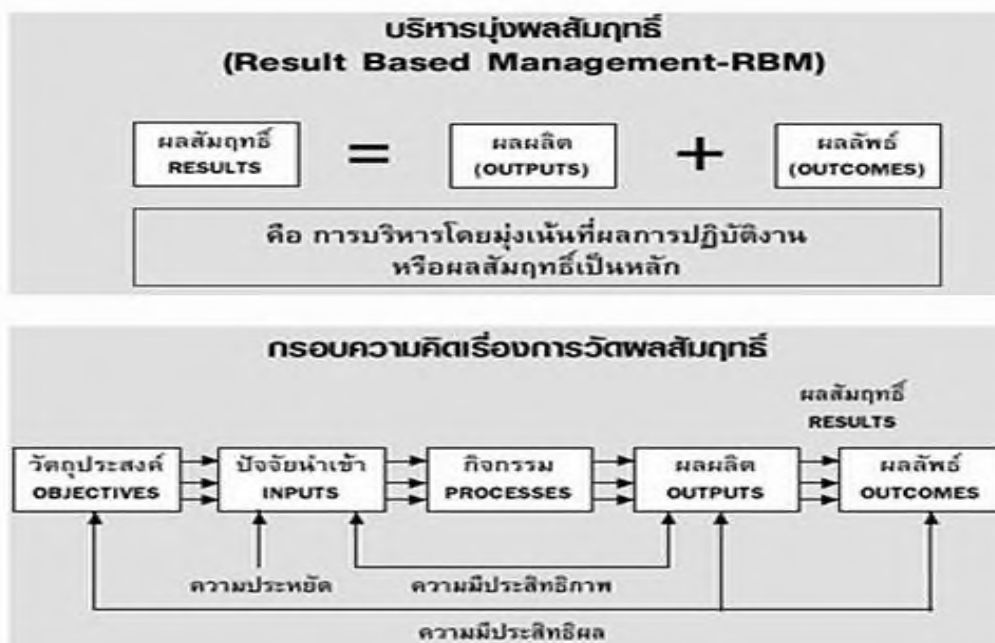 บริหารมุ่งผลสัมฤทธิ์
(Result Based Management-RBM)
ผลสัมฤทธิ์
RESULTS
=
ผลผลิต
(OUTPUTS)
+
ผลลัพธ์
(OUTCOMES)
คือ การบริหารโดยมุ่งเน้นที่ผลการปฏิบัติงาน
หรือผลสัมฤทธิ์เป็นหลัก
กรอบความคิดเรื่องการวัดผลสัมฤทธิ์
ผลสัมฤทธิ์
RESULTS
วัตถุประสงค์
OBJECTIVES
ปัจจัยนำเข้า
INPUTS
กิจกรรม
PROCESSES
ผลผลิต
OUTPUTS
ผลลัพธ์
OUTCOMES
ความประหยัด
ความมีประสิทธิภาพ
ความมีประสิทธิผล